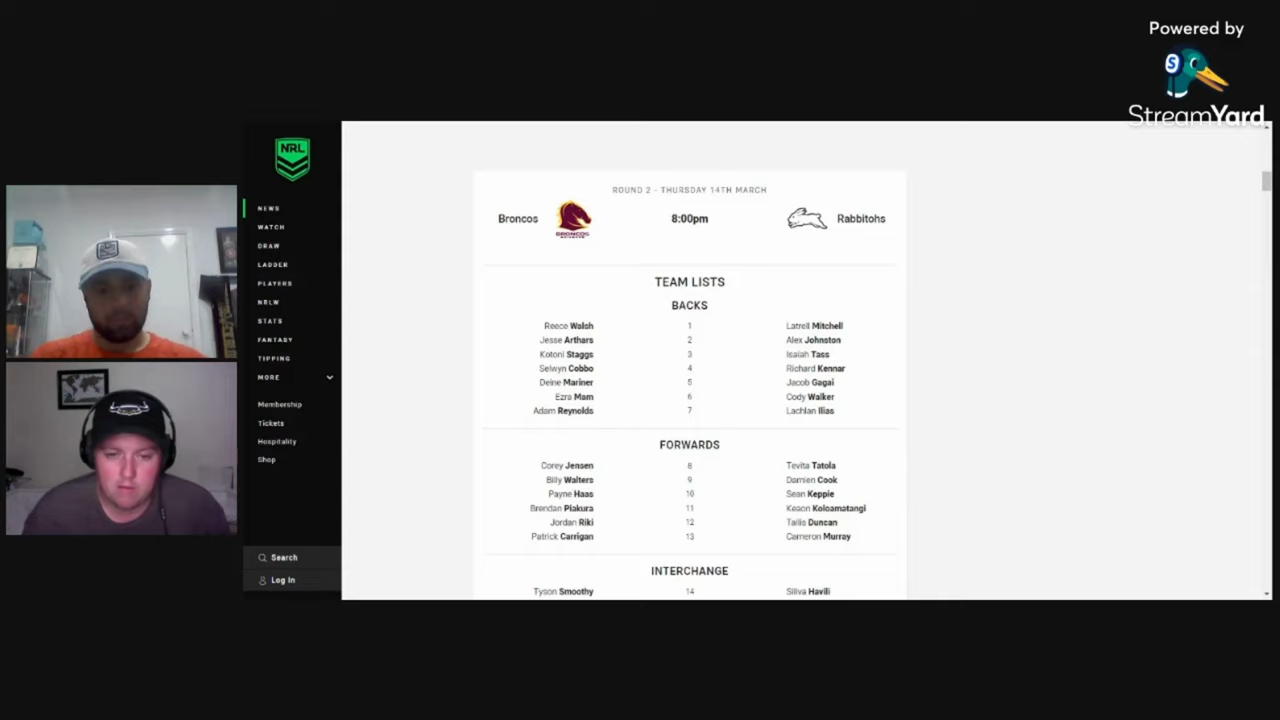 Powered by
StreamYard
NRL
NEWS
WATCH
DRAW
LADDER
PLAYERS
NRLW
STATS
FANTASY
TIPPING
MORE
Membership
Tickets
Hospitality
Shop
Search
Log In
ROUND 2 - THURSDAY 14TH MARCH
Broncos 8:00pm Rabbitohs
BRONCOS
TEAM LISTS
BACKS
Reece Walsh 1 Latrell Mitchell
Jesse Arthars 2 Alex Johnston
Kotoni Staggs 3 Isaiah Tass
Selwyn Cobbo 4 Richard Kennar
Deine Mariner 5 Jacob Gagai
Ezra Mam 6 Cody Walker
Adam Reynolds 7 Lachlan Ilias
FORWARDS
Corey Jensen 8 Tevita Tatola
Billy Walters 9 Damien Cook
Payne Haas 10 Sean Keppie
Brendan Piakura 11 Keaon Koloamatangi
Jordan Riki 12 Tallis Duncan
Patrick Carrigan 13 Cameron Murray
INTERCHANGE
Tyson Smoothy 14 Siliva Havili